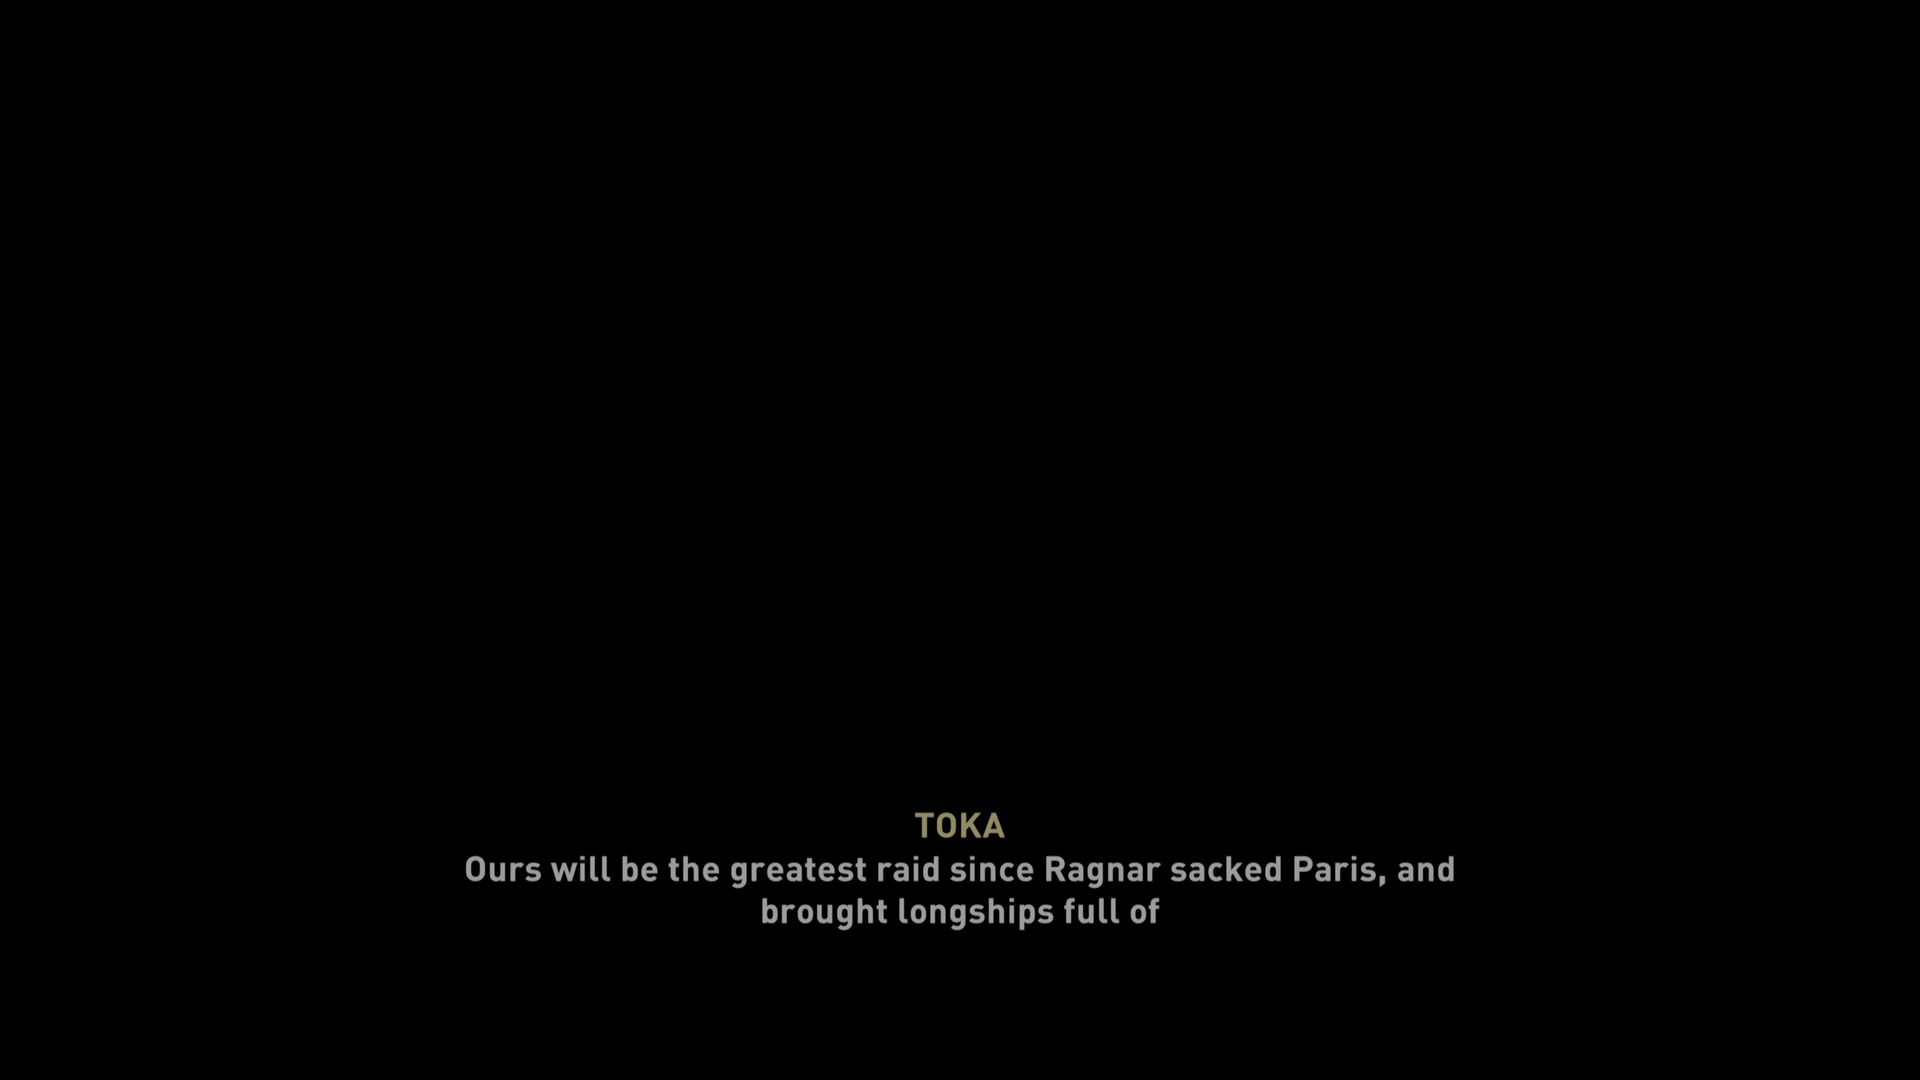 TOKA
Ours will be the greatest raid since Ragnar sacked Paris, and
brought longships full of